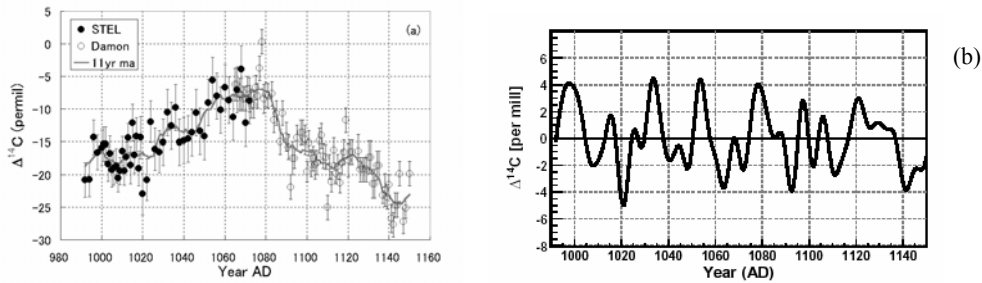 STEL
Damon
11yr ma
(a)
5
0
-5
-10
-15
-20
-25
-30
Δ¹⁴C (permil)
980 1000 1020 1040 1060 1080 1100 1120 1140 1160
Year AD
(b)
6
4
2
0
-2
-4
-6
-8
Δ¹⁴C [per mill]
1000 1020 1040 1060 1080 1100 1120 1140
Year (AD)